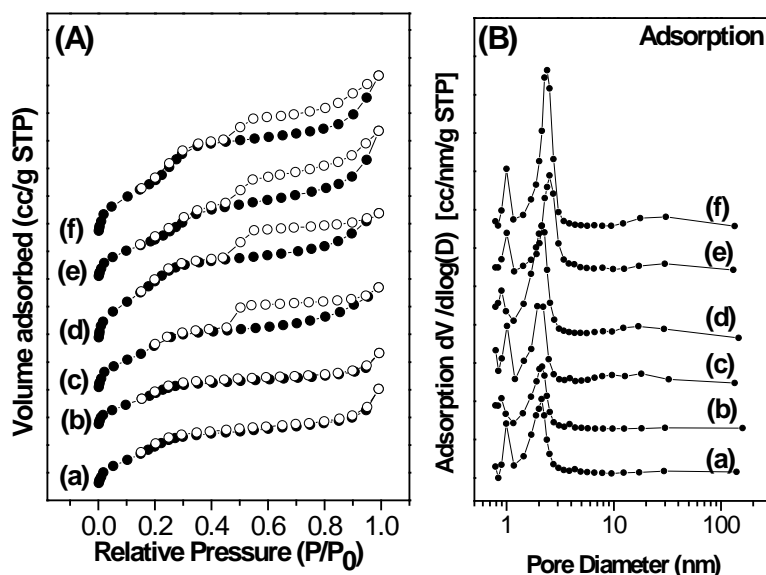 (A)
Volume adsorbed (cc/g STP)
(f)
(e)
(d)
(c)
(b)
(a)
0.0 0.2 0.4 0.6 0.8 1.0
Relative Pressure (P/P0)
(B) Adsorption
Adsorption dV/dlog(D) [cc/nm/g STP)
(f)
(e)
(d)
(c)
(b)
(a)
1 10 100
Pore Diameter (nm)